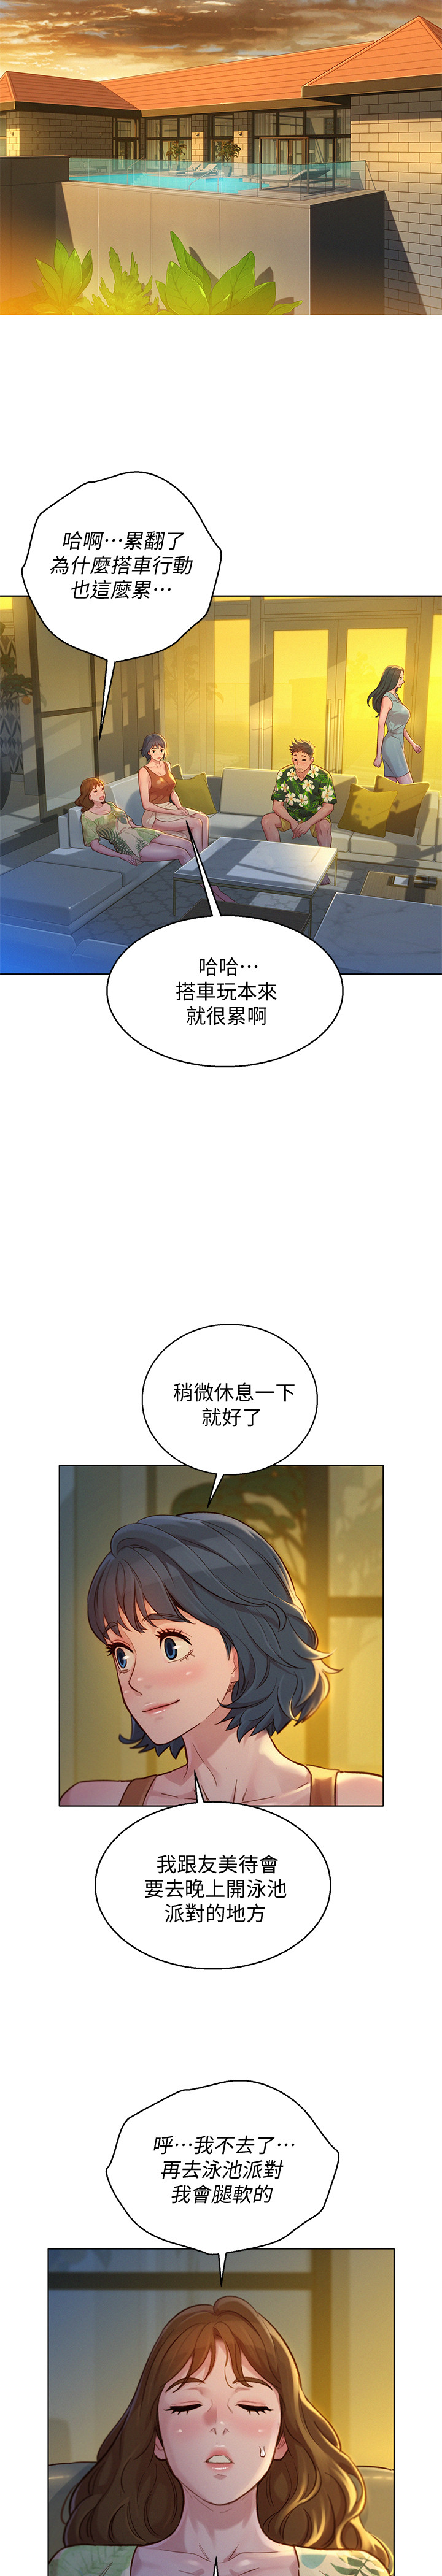 哈啊⋯累翻了
為什麼搭車行動
也這麼累⋯
哈哈⋯
搭車玩本來
就很累啊
稍微休息一下
就好了
我跟友美待會
要去晚上開泳池
派對的地方
呼⋯我不去了⋯
再去泳池派對
我會腿軟的